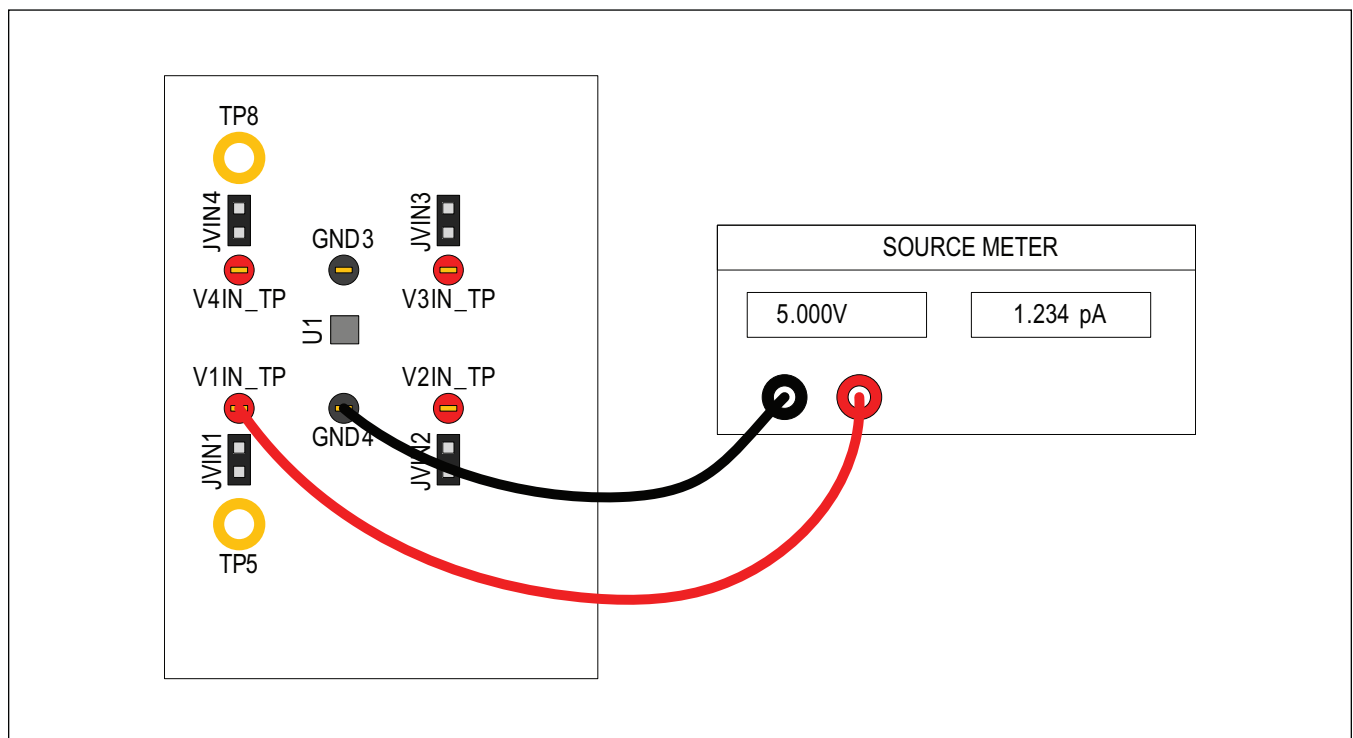 TP8
JVIN4
JVIN3
GND3
V4IN_TP
V3IN_TP
U1
V1IN_TP
V2IN_TP
GND4
JVIN1
JVIN2
TP5
SOURCE METER
5.000V
1.234 pA